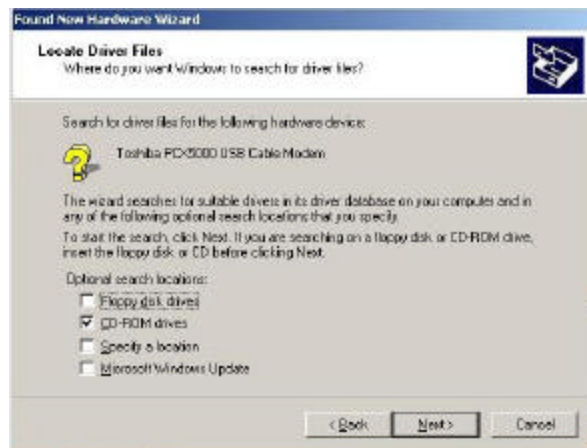 Found New Hardware Wizard
Locate Driver Files
Where do you want Windows to search for driver files?
Search for driver files for the following hardware device:
Toshiba PCX5000 USB Cable Modem
The wizard searches for suitable drivers in its driver database on your computer and in
any of the following optional search locations that you specify.
To start the search, click Next. If you are searching on a floppy disk or CD-ROM drive,
insert the floppy disk or CD before clicking Next.
Optional search locations:
Floppy disk drives
CD-ROM drives
Specify a location
Microsoft Windows Update
< Back Next > Cancel